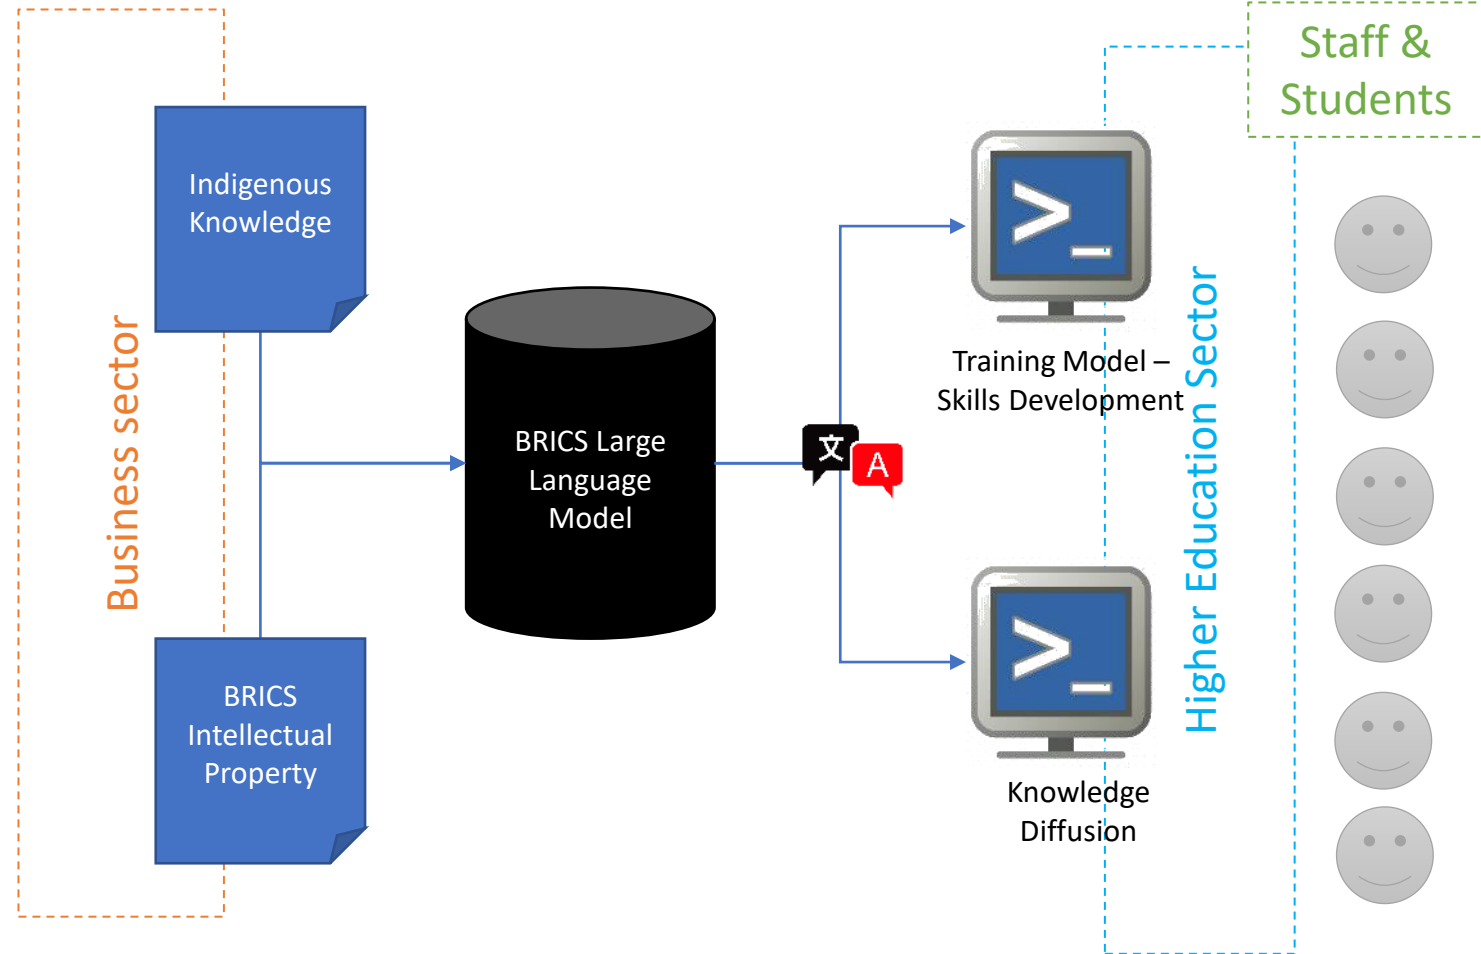 Staff &
Students
Indigenous
Knowledge
Business sector
BRICS Large
Language
Model
文
A
>_
Training Model –
Skills Development
Higher Education Sector
BRICS
Intellectual
Property
>_
Knowledge
Diffusion